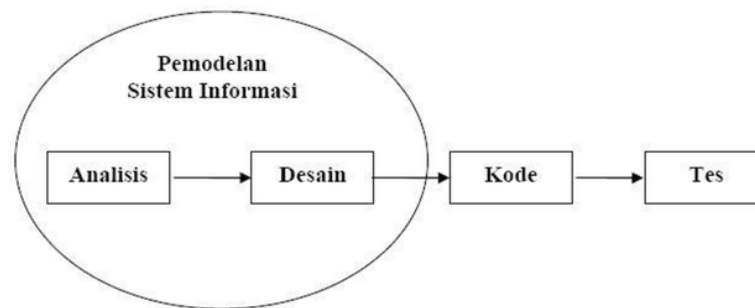 Pemodelan
Sistem Informasi
Analisis
Desain
Kode
Tes